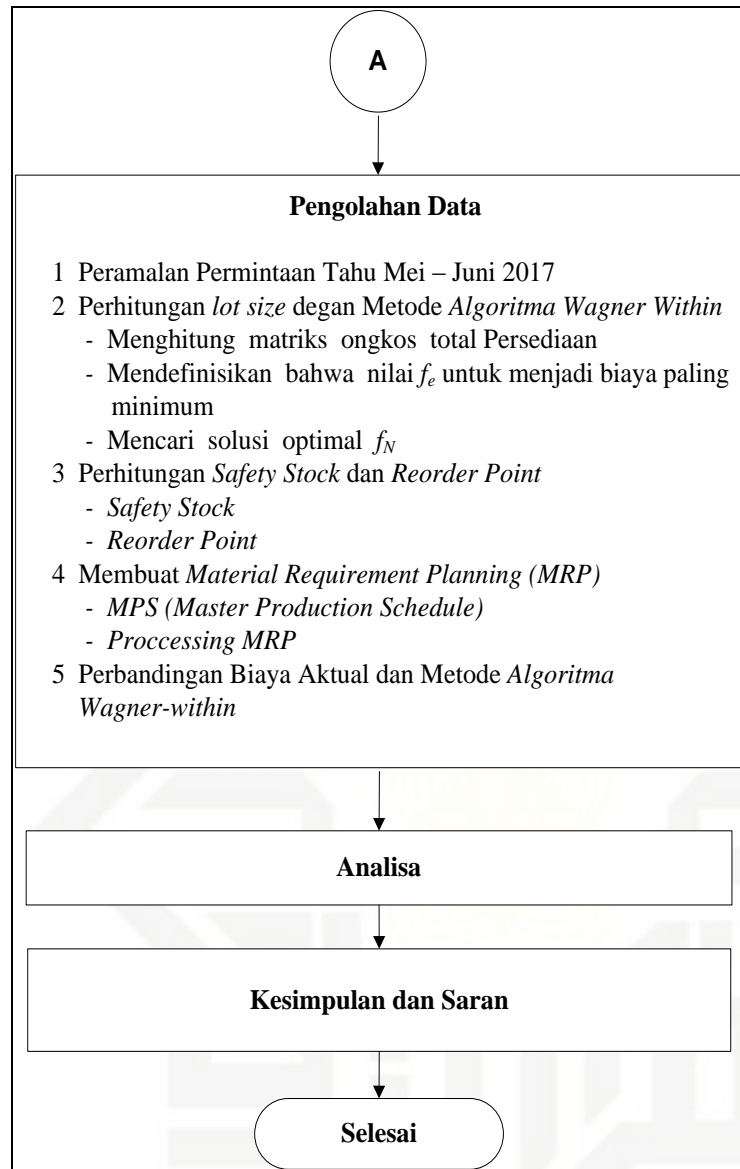 A
Pengolahan Data
1 Peramalan Permintaan Tahu Mei – Juni 2017
2 Perhitungan lot size degan Metode Algoritma Wagner Within
- Menghitung matriks ongkos total Persediaan
- Mendefinisikan bahwa nilai fe untuk menjadi biaya paling
minimum
- Mencari solusi optimal fN
3 Perhitungan Safety Stock dan Reorder Point
- Safety Stock
- Reorder Point
4 Membuat Material Requirement Planning (MRP)
- MPS (Master Production Schedule)
- Proccessing MRP
5 Perbandingan Biaya Aktual dan Metode Algoritma
Wagner-within
Analisa
Kesimpulan dan Saran
Selesai